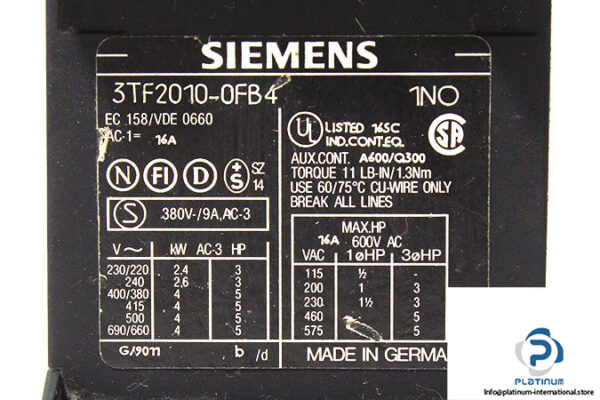 SIEMENS
3TF2010-0FB4 1NO
EC 158/VDE 0660
AC-1= 16A
N FI D ±S SZ 14
S 380V-/9A,AC-3
V~ kW AC-3 HP
230/220 2,4 3
240 2,6 3
400/380 4 5
415 4 5
500 4 5
690/660 4 5
G/9011 b/d
UL LISTED 16SC
IND.CONT.EQ.
SA
AUX.CONT. A600/Q300
TORQUE 11 LB-IN/1.3Nm
USE 60/75°C CU-WIRE ONLY
BREAK ALL LINES
MAX.HP
16A 600V AC
VAC 1ØHP 3ØHP
115 ½ -
200 1 3
230 1½ 3
460 5
575 - 5
MADE IN GERMA
PLATINUM
Info@platinum-international.store